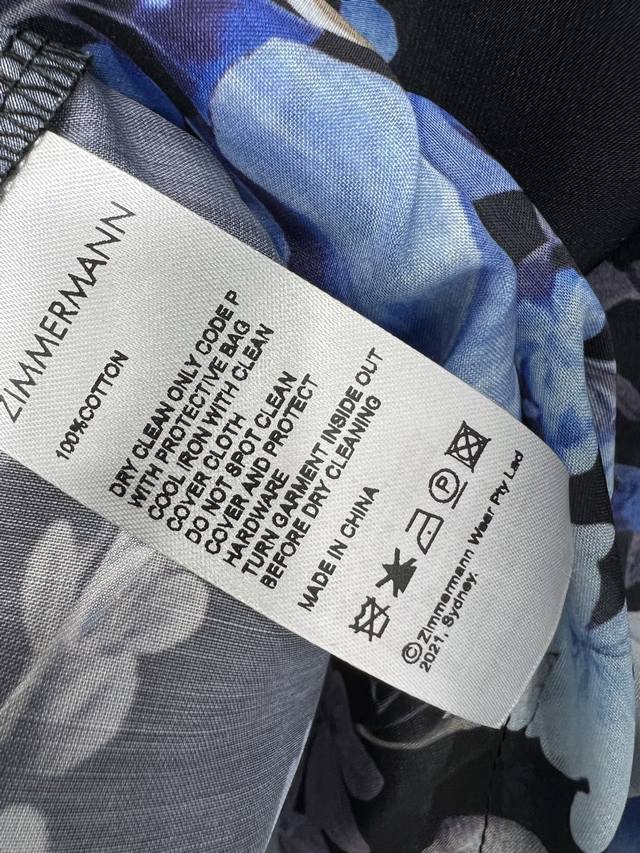 ZIMMERMANN
100%COTTON
DRY CLEAN ONLY CODE P
WITH PROTECTIVE BAG
COOL IRON WITH CLEAN
COVER CLOTH
DO NOT SPOT CLEAN
COVER AND PROTECT
HARDWARE
TURN GARMENT INSIDE OUT
BEFORE DRY CLEANING
MADE IN CHINA
P
©Zimmermann Wear Pty Lad
2021, Sydney.